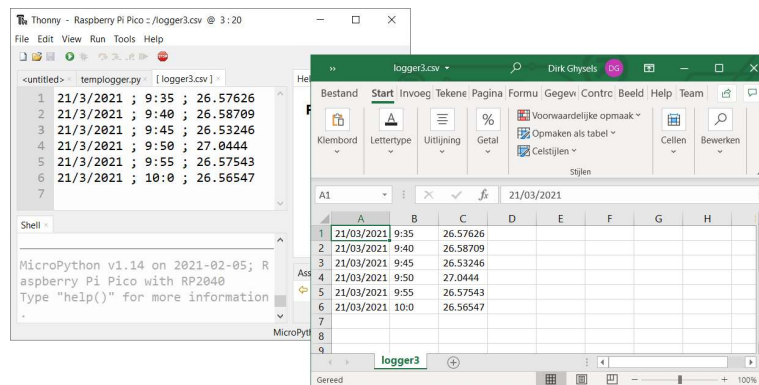 Thonny - Raspberry Pi Pico :: /logger3.csv @ 3 : 20
File Edit View Run Tools Help
<untitled> × templogger.py × [ logger3.csv ] ×
1 21/3/2021 ; 9:35 ; 26.57626
2 21/3/2021 ; 9:40 ; 26.58709
3 21/3/2021 ; 9:45 ; 26.53246
4 21/3/2021 ; 9:50 ; 27.0444
5 21/3/2021 ; 9:55 ; 26.57543
6 21/3/2021 ; 10:0 ; 26.56547
7
Shell ×
MicroPython v1.14 on 2021-02-05; R
aspberry Pi Pico with RP2040
Type "help()" for more information
.
Hel
Ass
MicroPyt
logger3.csv
Dirk Ghysels DG
Bestand Start Invoeg Tekene Pagina Formu Gegev Contro Beeld Help Team
Klembord Lettertype Uitlijning Getal
Voorwaardelijke opmaak
Opmaken als tabel
Celstijlen
Stijlen
Cellen Bewerken
A1 fx 21/03/2021
A B C D E F G H
1 21/03/2021 9:35 26.57626
2 21/03/2021 9:40 26.58709
3 21/03/2021 9:45 26.53246
4 21/03/2021 9:50 27.0444
5 21/03/2021 9:55 26.57543
6 21/03/2021 10:0 26.56547
7
8
9
logger3
Gereed 100%